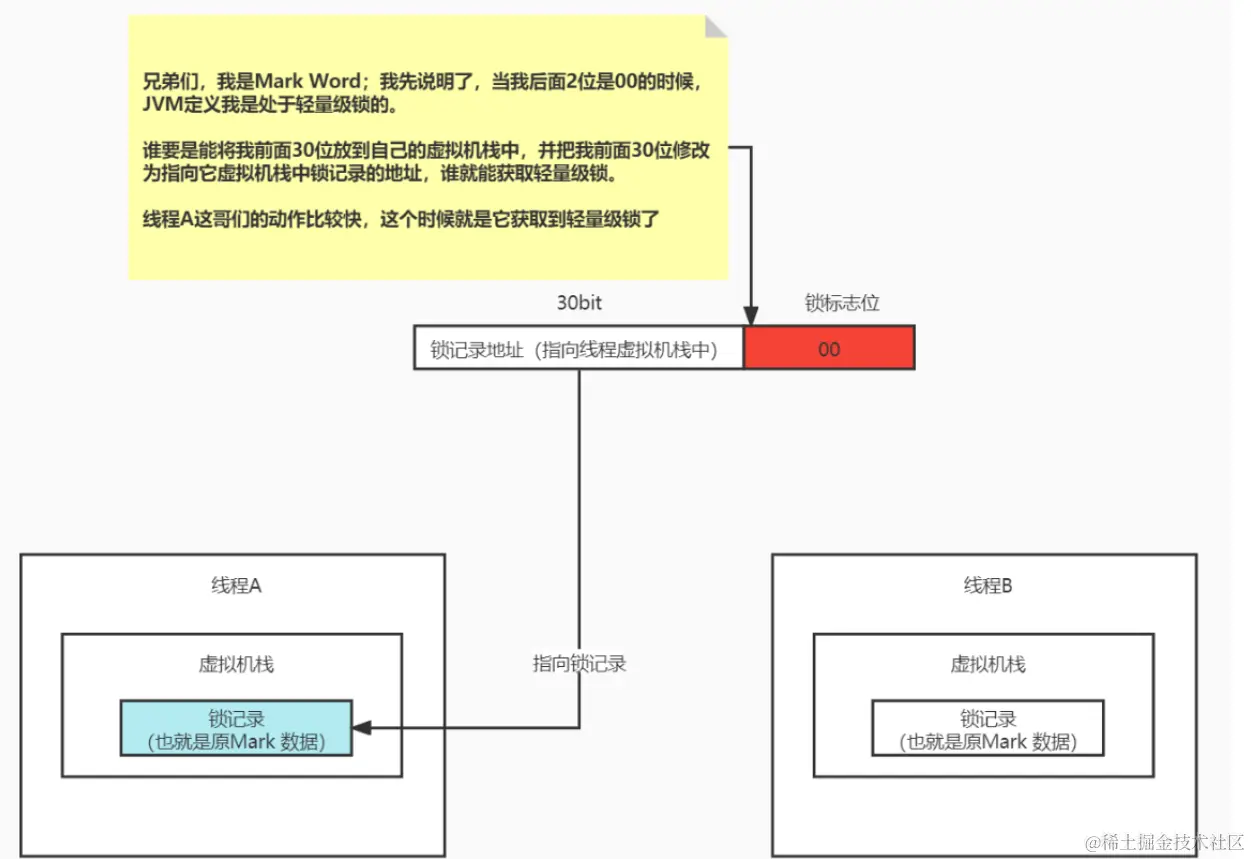 兄弟们，我是Mark Word；我先说明了，当我后面2位是00的时候，
JVM定义我是处于轻量级锁的。
谁要是能将我前面30位放到自己的虚拟机栈中，并把我前面30位修改
为指向它虚拟机栈中锁记录的地址，谁就能获取轻量级锁。
线程A这哥们的动作比较快，这个时候就是它获取到轻量级锁了
30bit
锁标志位
锁记录地址（指向线程虚拟机栈中）
00
线程A
线程B
虚拟机栈
虚拟机栈
指向锁记录
锁记录
（也就是原Mark 数据）
锁记录
（也就是原Mark 数据）
@稀土掘金技术社区